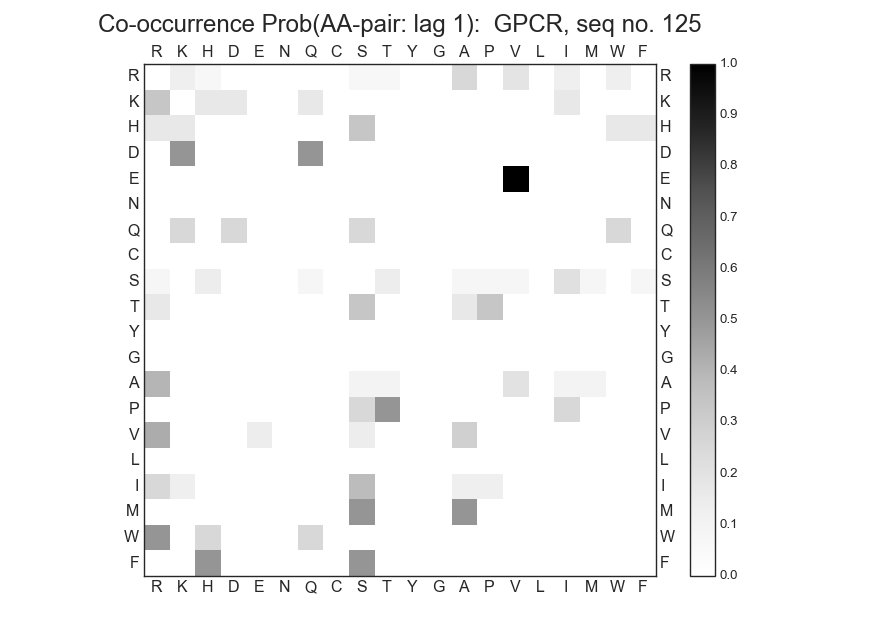 Co-occurrence Prob(AA-pair: lag 1):  GPCR, seq no. 125
R K H D E N Q C S T Y G A P V L I M W F
1.0
R R
0.9
K K
H H
0.8
D D
E E
0.7
N N
Q Q
0.6
C C
S S
0.5
T T
Y Y
0.4
G G
A A
0.3
P P
V V
0.2
L L
I I
0.1
M M
W W
F F
0.0
R K H D E N Q C S T Y G A P V L I M W F